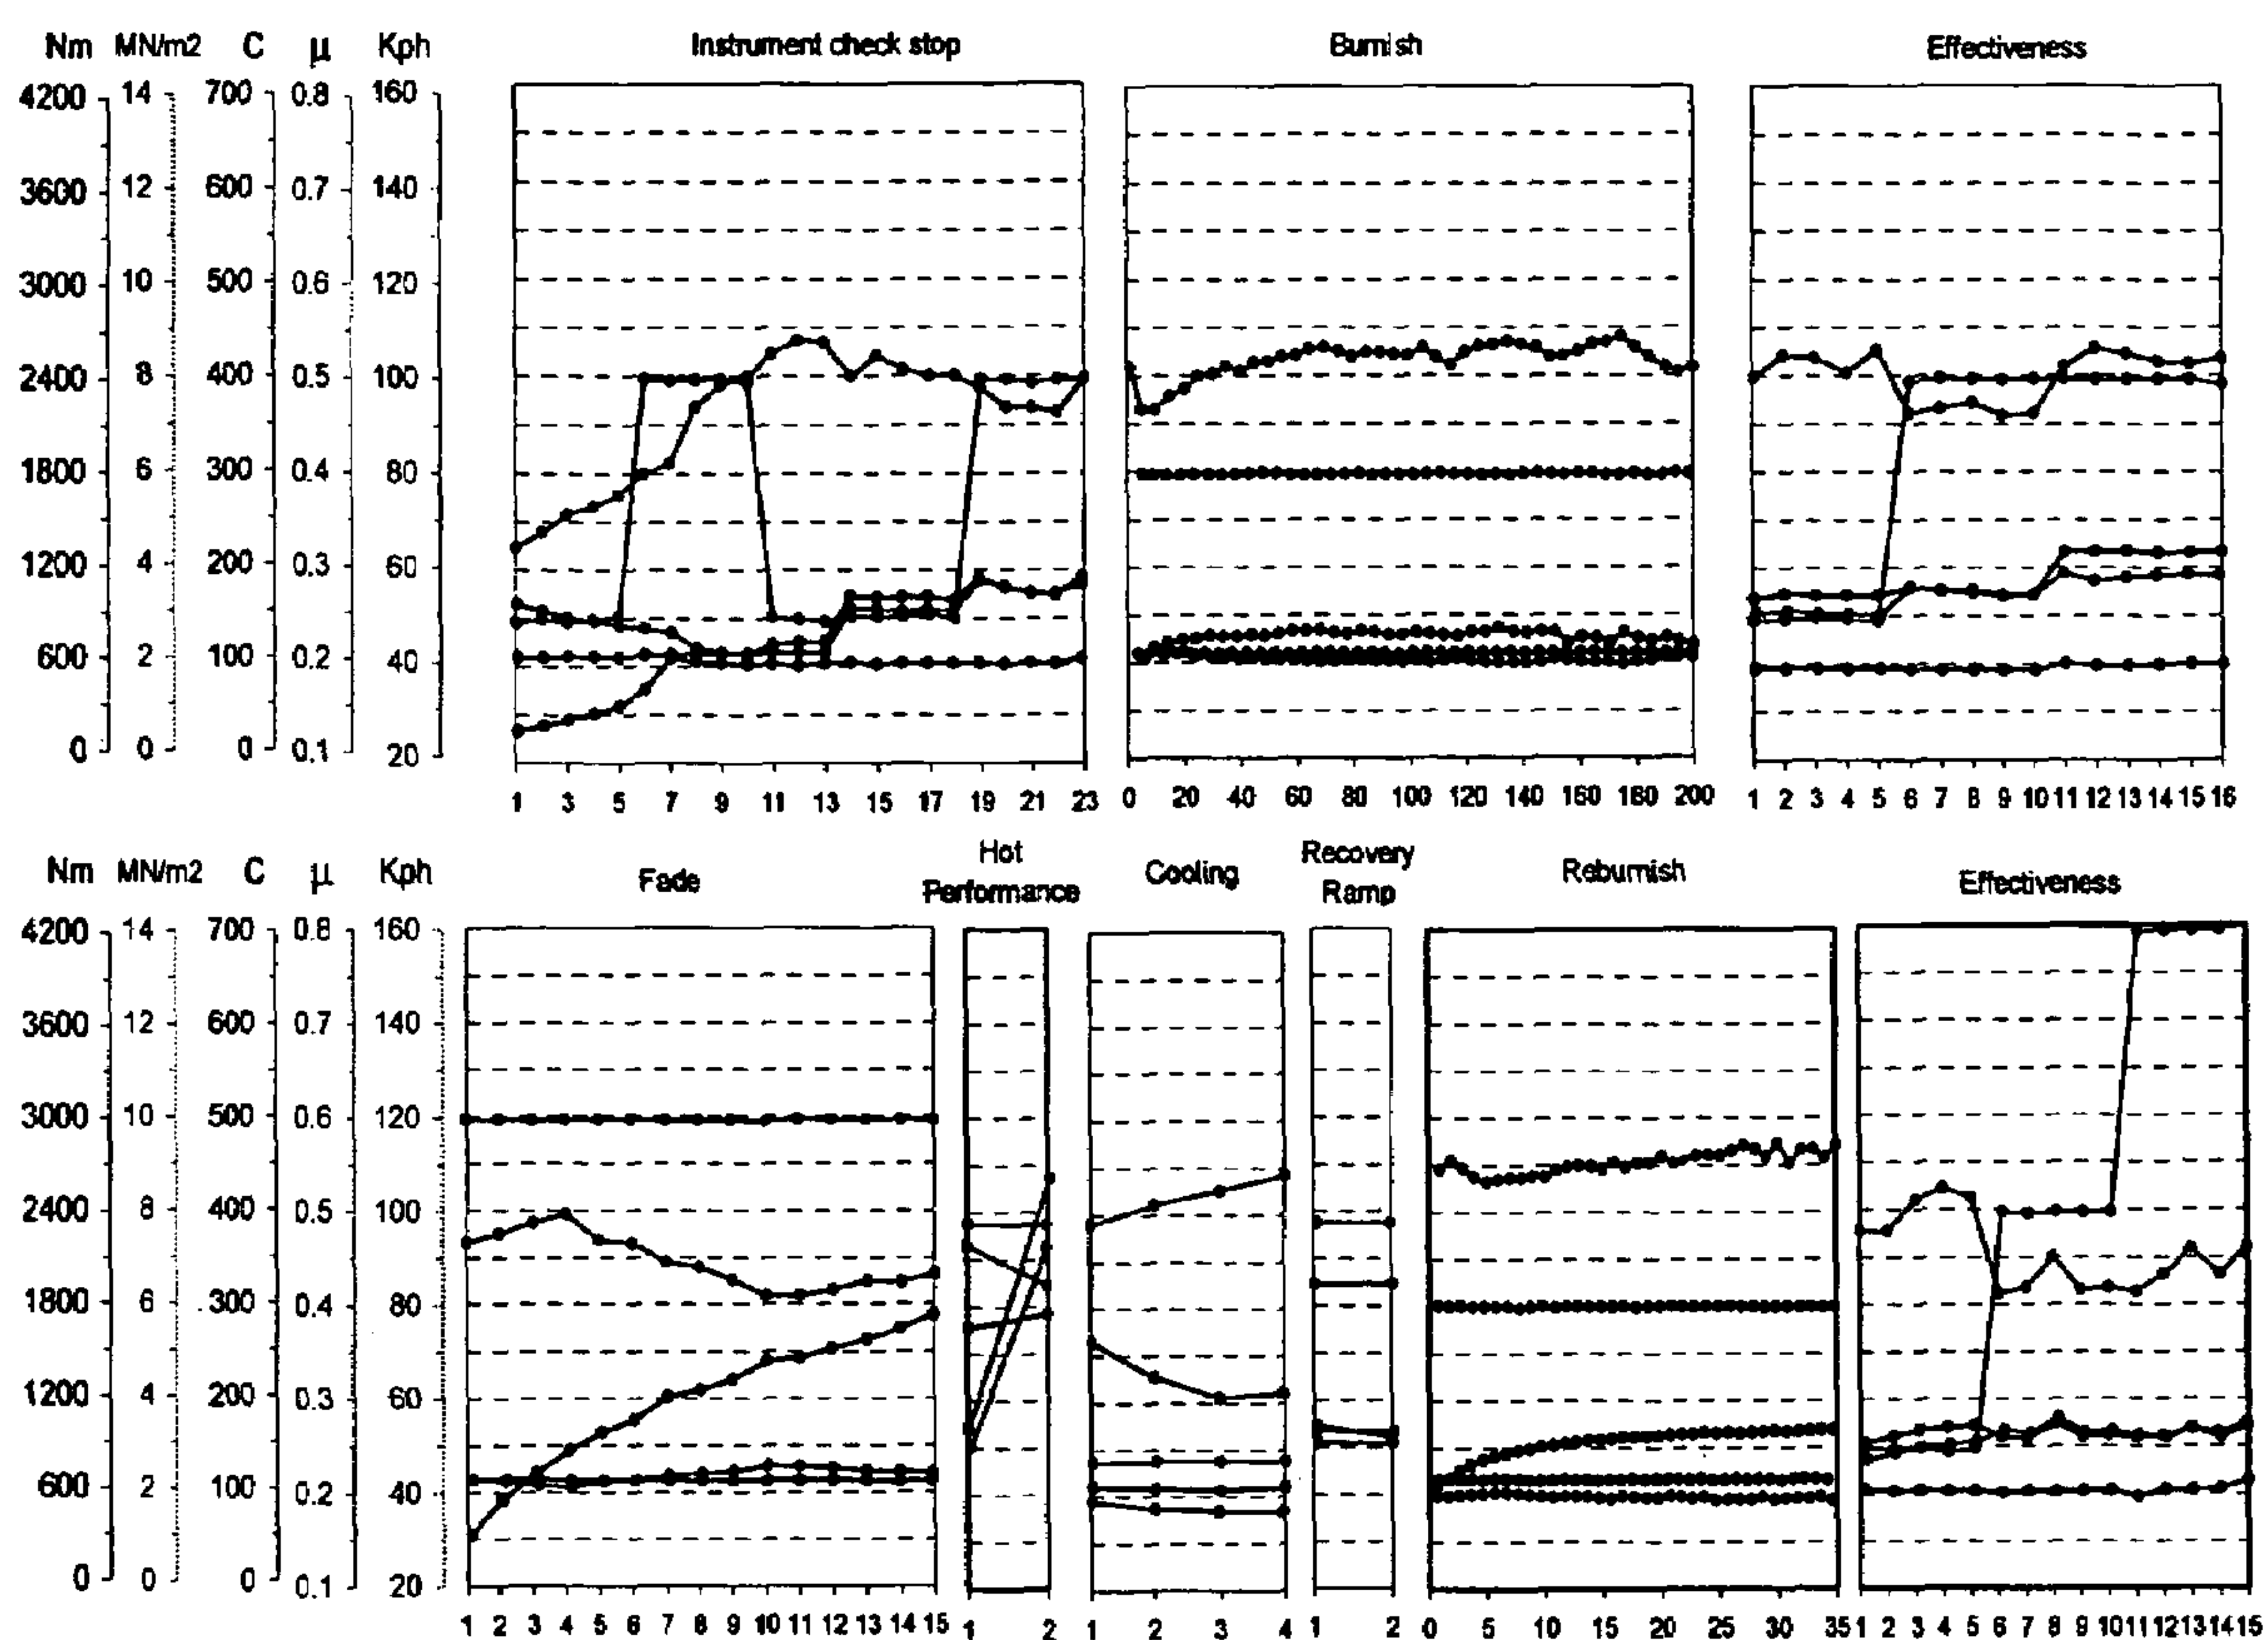 Nm MN/m2 C μ Kph Instrument check stop Burnish Effectiveness
4200 14 700 0.8 160
3600 12 600 0.7 140
3000 10 500 0.6 120
2400 8 400 0.5 100
1800 6 300 0.4 80
1200 4 200 0.3 60
600 2 100 0.2 40
0 0 0 0.1 20
1 3 5 7 9 11 13 15 17 19 21 23 0 20 40 60 80 100 120 140 160 180 200 1 2 3 4 5 6 7 8 9 10 11 12 13 14 15 16
Nm MN/m2 C μ Kph Fade Hot Performance Cooling Recovery Ramp Reburnish Effectiveness
4200 14 700 0.8 160
3600 12 600 0.7 140
3000 10 500 0.6 120
2400 8 400 0.5 100
1800 6 300 0.4 80
1200 4 200 0.3 60
600 2 100 0.2 40
0 0 0 0.1 20
1 2 3 4 5 6 7 8 9 10 11 12 13 14 15 1 2 1 2 3 4 1 2 0 5 10 15 20 25 30 35 1 2 3 4 5 6 7 8 9 10 11 12 13 14 15